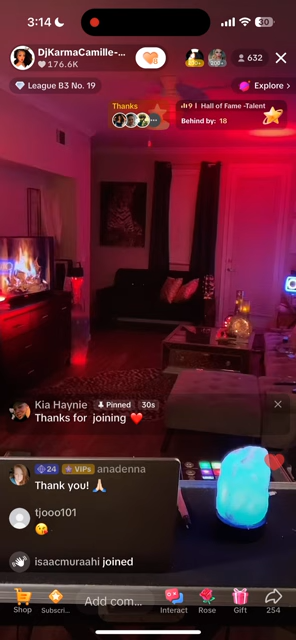 3:14
30
DjKarmaCamille-...
176.6K
632
League B3 No. 19
Explore >
Thanks
9 | Hall of Fame -Talent
Behind by: 18
Kia Haynie Pinned 30s
Thanks for joining ❤️
24 VIPs anadenna
Thank you! 🙏🏻
tjooo101
😘
isaacmuraahi joined
Shop
Subscri...
Add com...
Interact
Rose
Gift
254